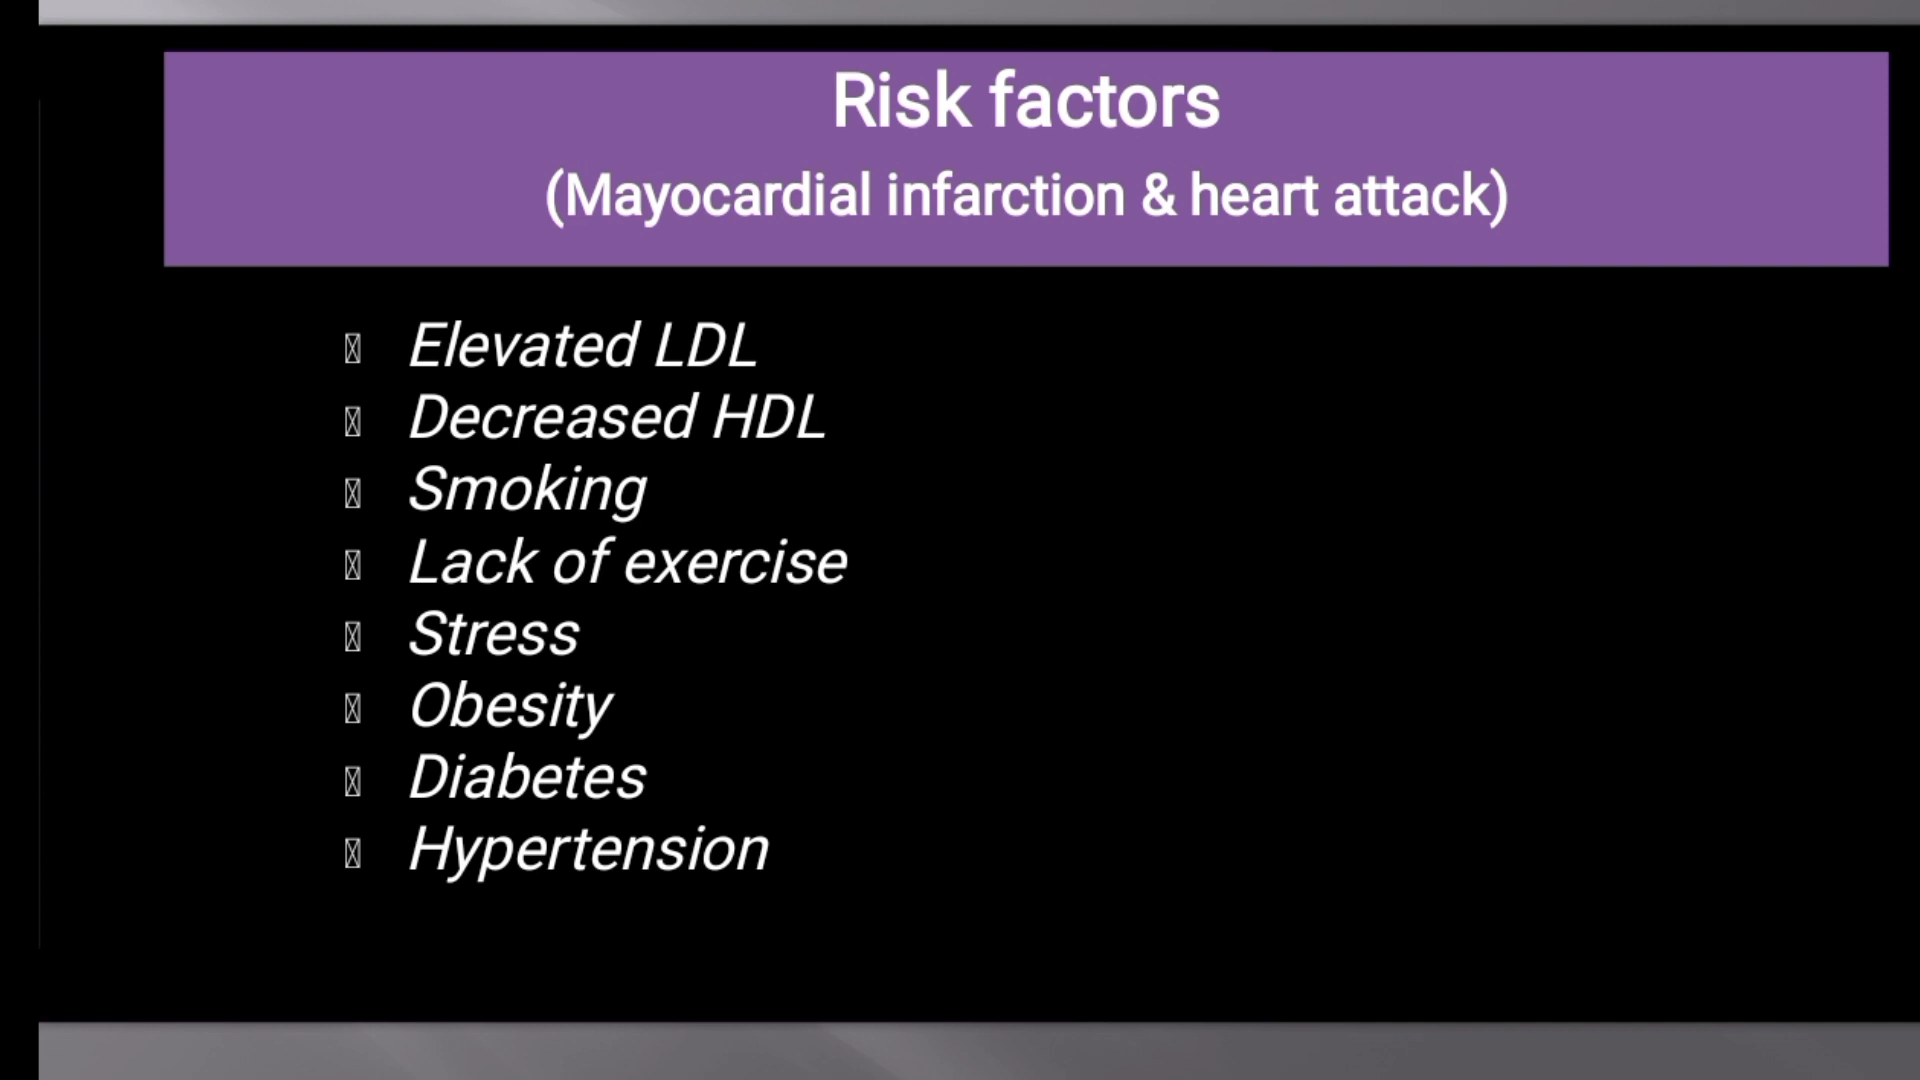 Risk factors
(Mayocardial infarction & heart attack)
Elevated LDL
Decreased HDL
Smoking
Lack of exercise
Stress
Obesity
Diabetes
Hypertension